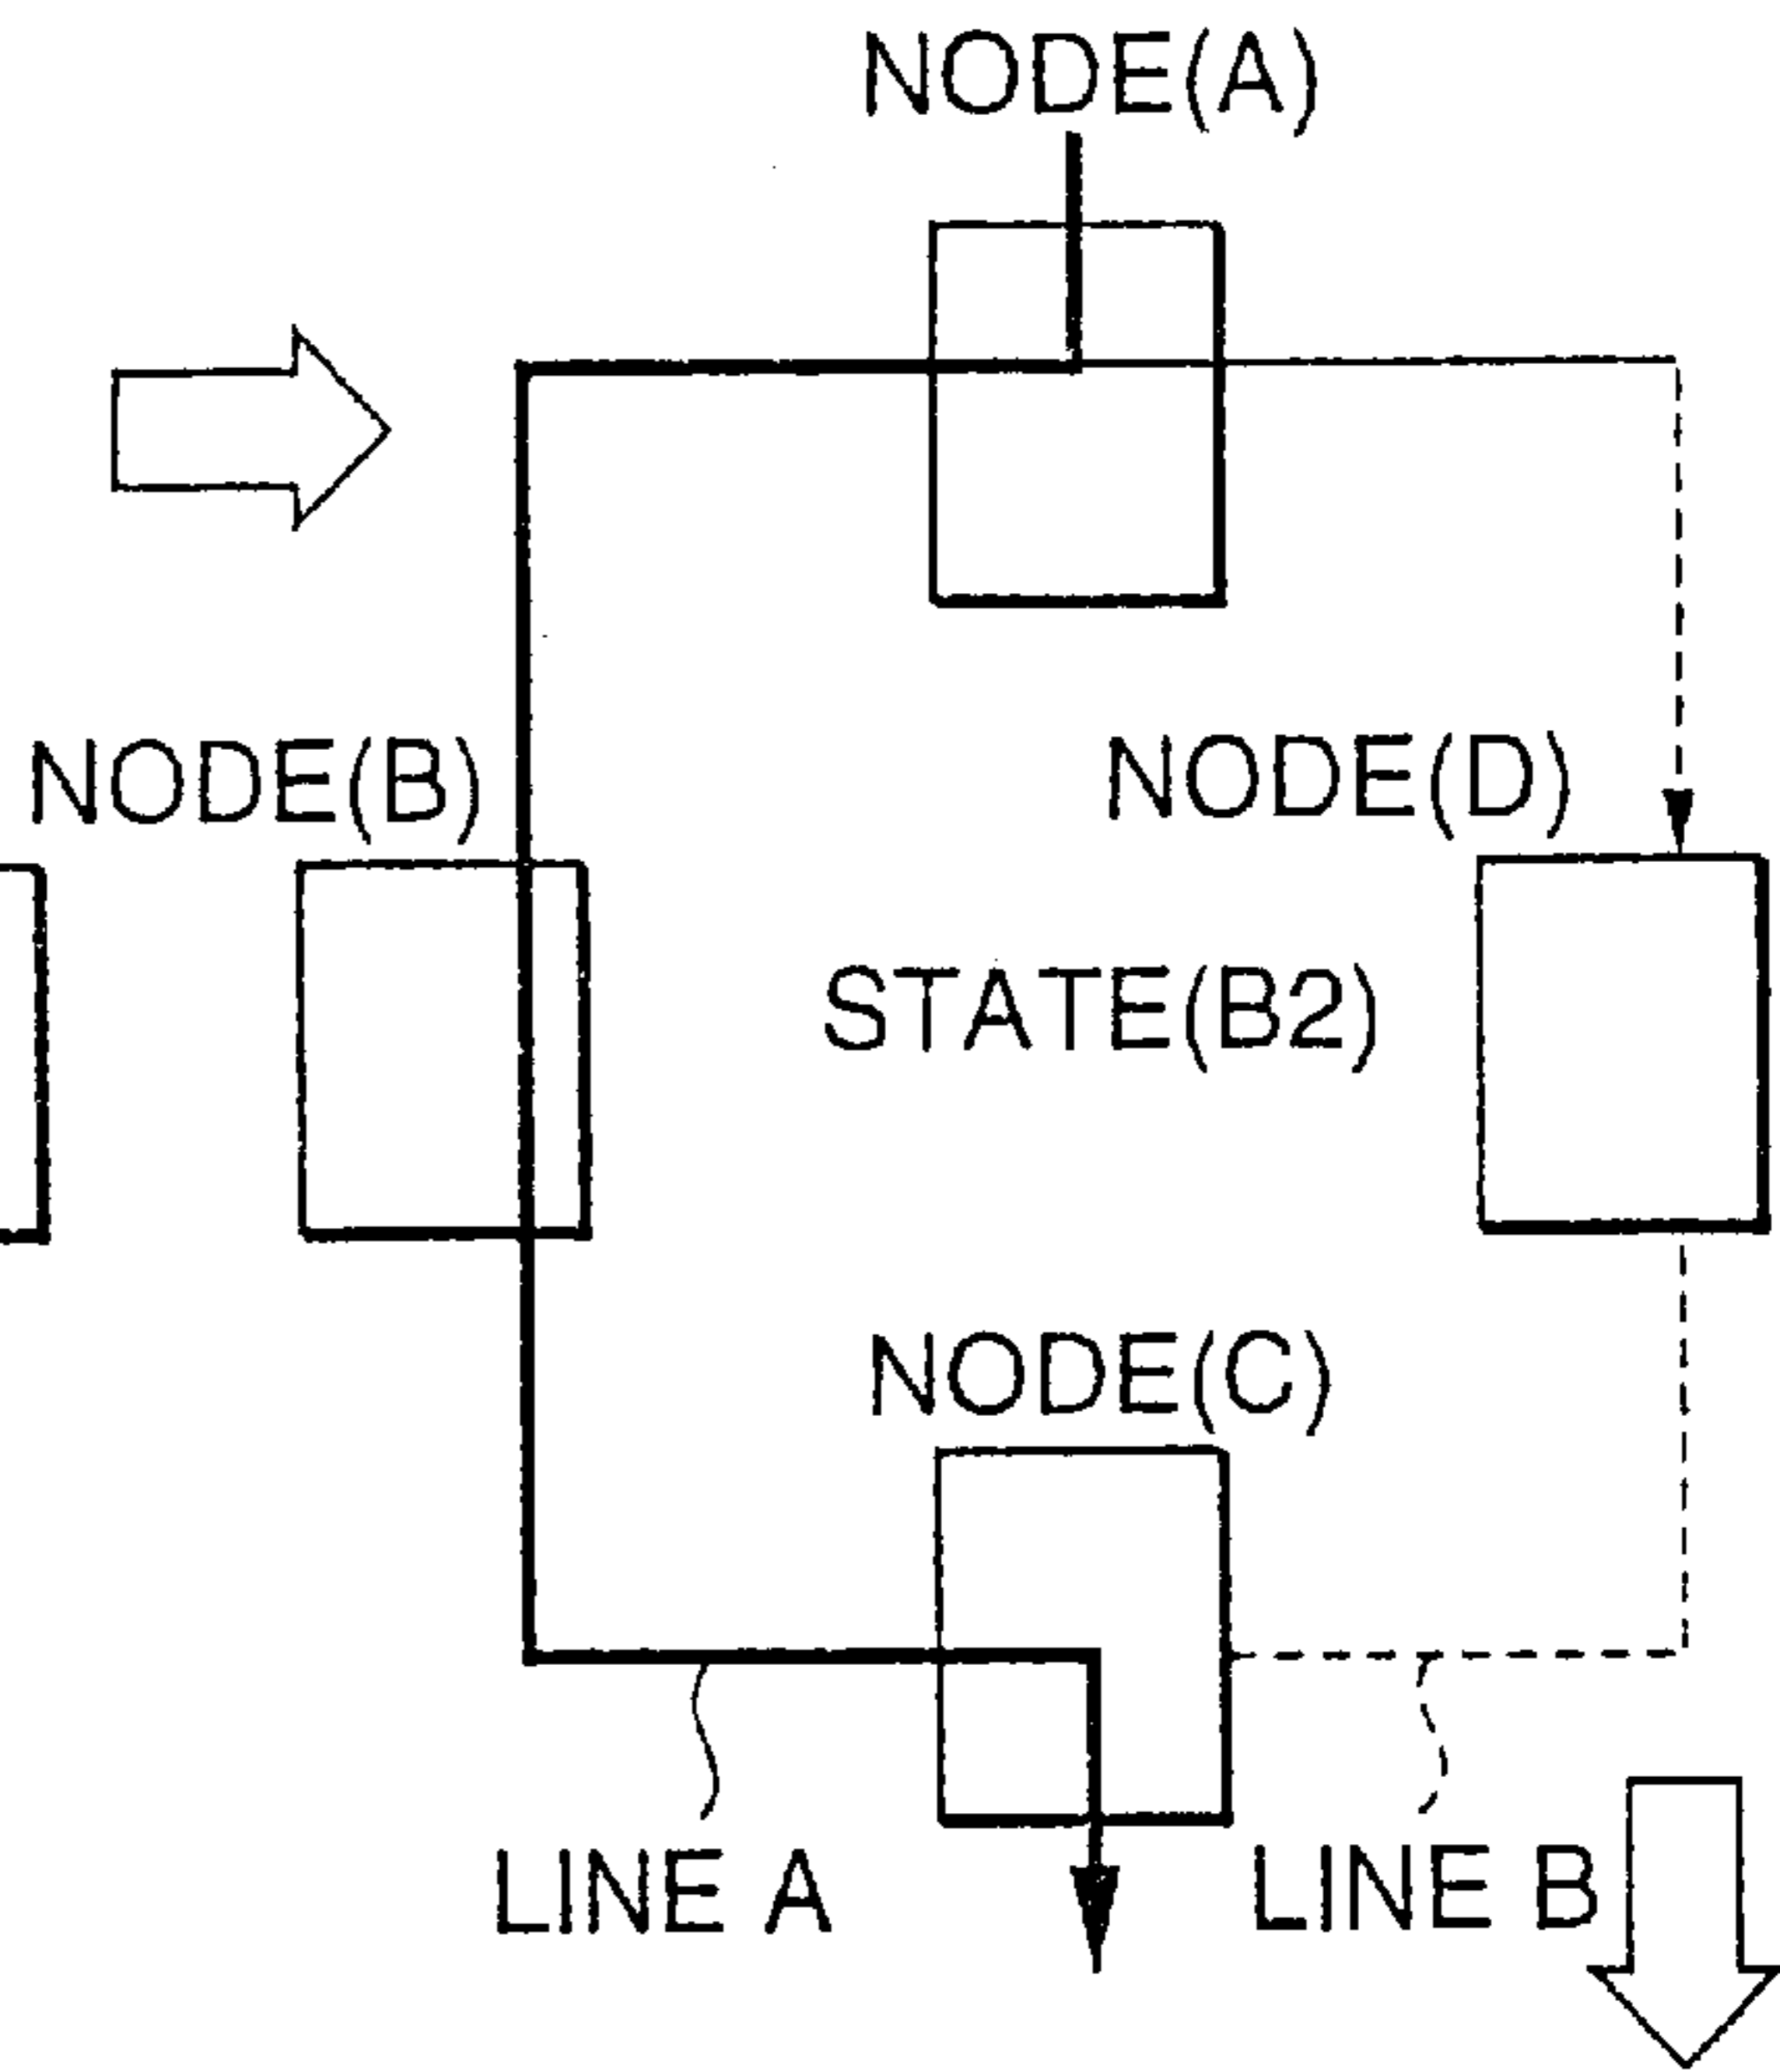 NODE(A)
NODE(B)
NODE(D)
STATE(B2)
NODE(C)
LINE A
LINE B